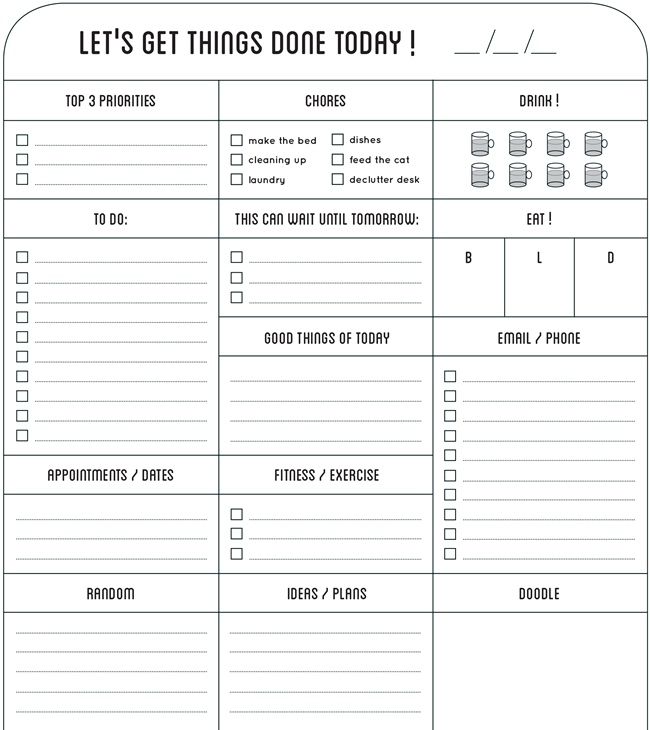 LET'S GET THINGS DONE TODAY ! __ /__ /__
TOP 3 PRIORITIES
CHORES
DRINK !
make the bed
dishes
cleaning up
feed the cat
laundry
declutter desk
TO DO:
THIS CAN WAIT UNTIL TOMORROW:
EAT !
B
L
D
GOOD THINGS OF TODAY
EMAIL / PHONE
APPOINTMENTS / DATES
FITNESS / EXERCISE
RANDOM
IDEAS / PLANS
DOODLE